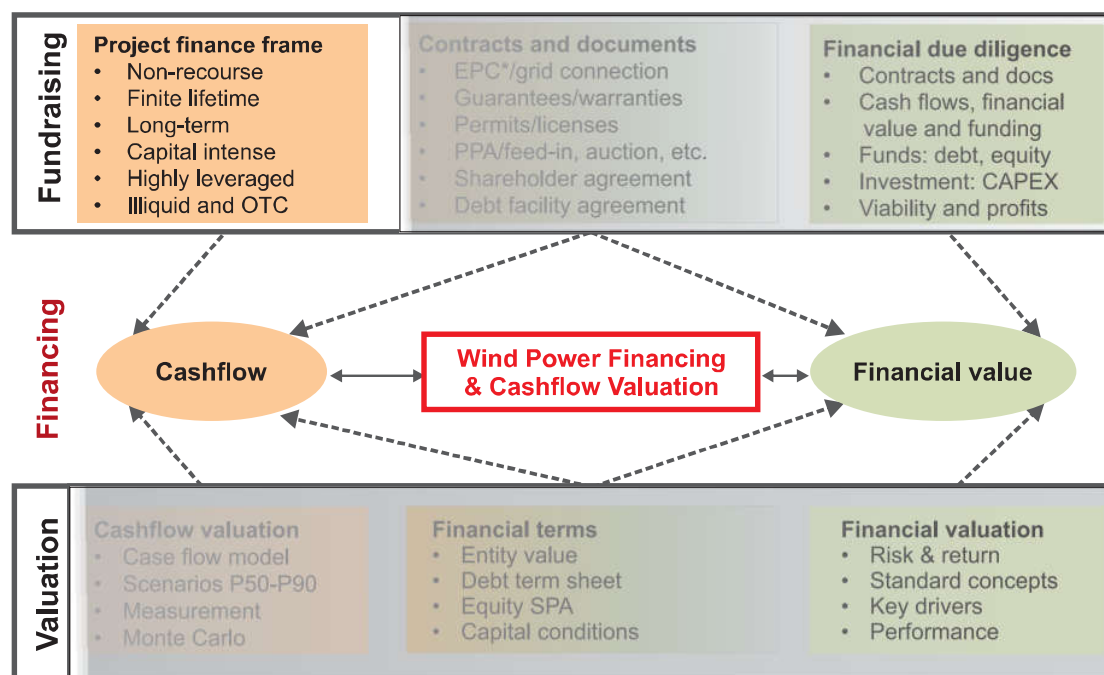 Fundraising
Project finance frame
• Non-recourse
• Finite lifetime
• Long-term
• Capital intense
• Highly leveraged
• Illiquid and OTC
Contracts and documents
• EPC*/grid connection
• Guarantees/warranties
• Permits/licenses
• PPA/feed-in, auction, etc.
• Shareholder agreement
• Debt facility agreement
Financial due diligence
• Contracts and docs
• Cash flows, financial
value and funding
• Funds: debt, equity
• Investment: CAPEX
• Viability and profits
Financing
Cashflow
Wind Power Financing
& Cashflow Valuation
Financial value
Valuation
Cashflow valuation
• Case flow model
• Scenarios P50-P90
• Measurement
• Monte Carlo
Financial terms
• Entity value
• Debt term sheet
• Equity SPA
• Capital conditions
Financial valuation
• Risk & return
• Standard concepts
• Key drivers
• Performance